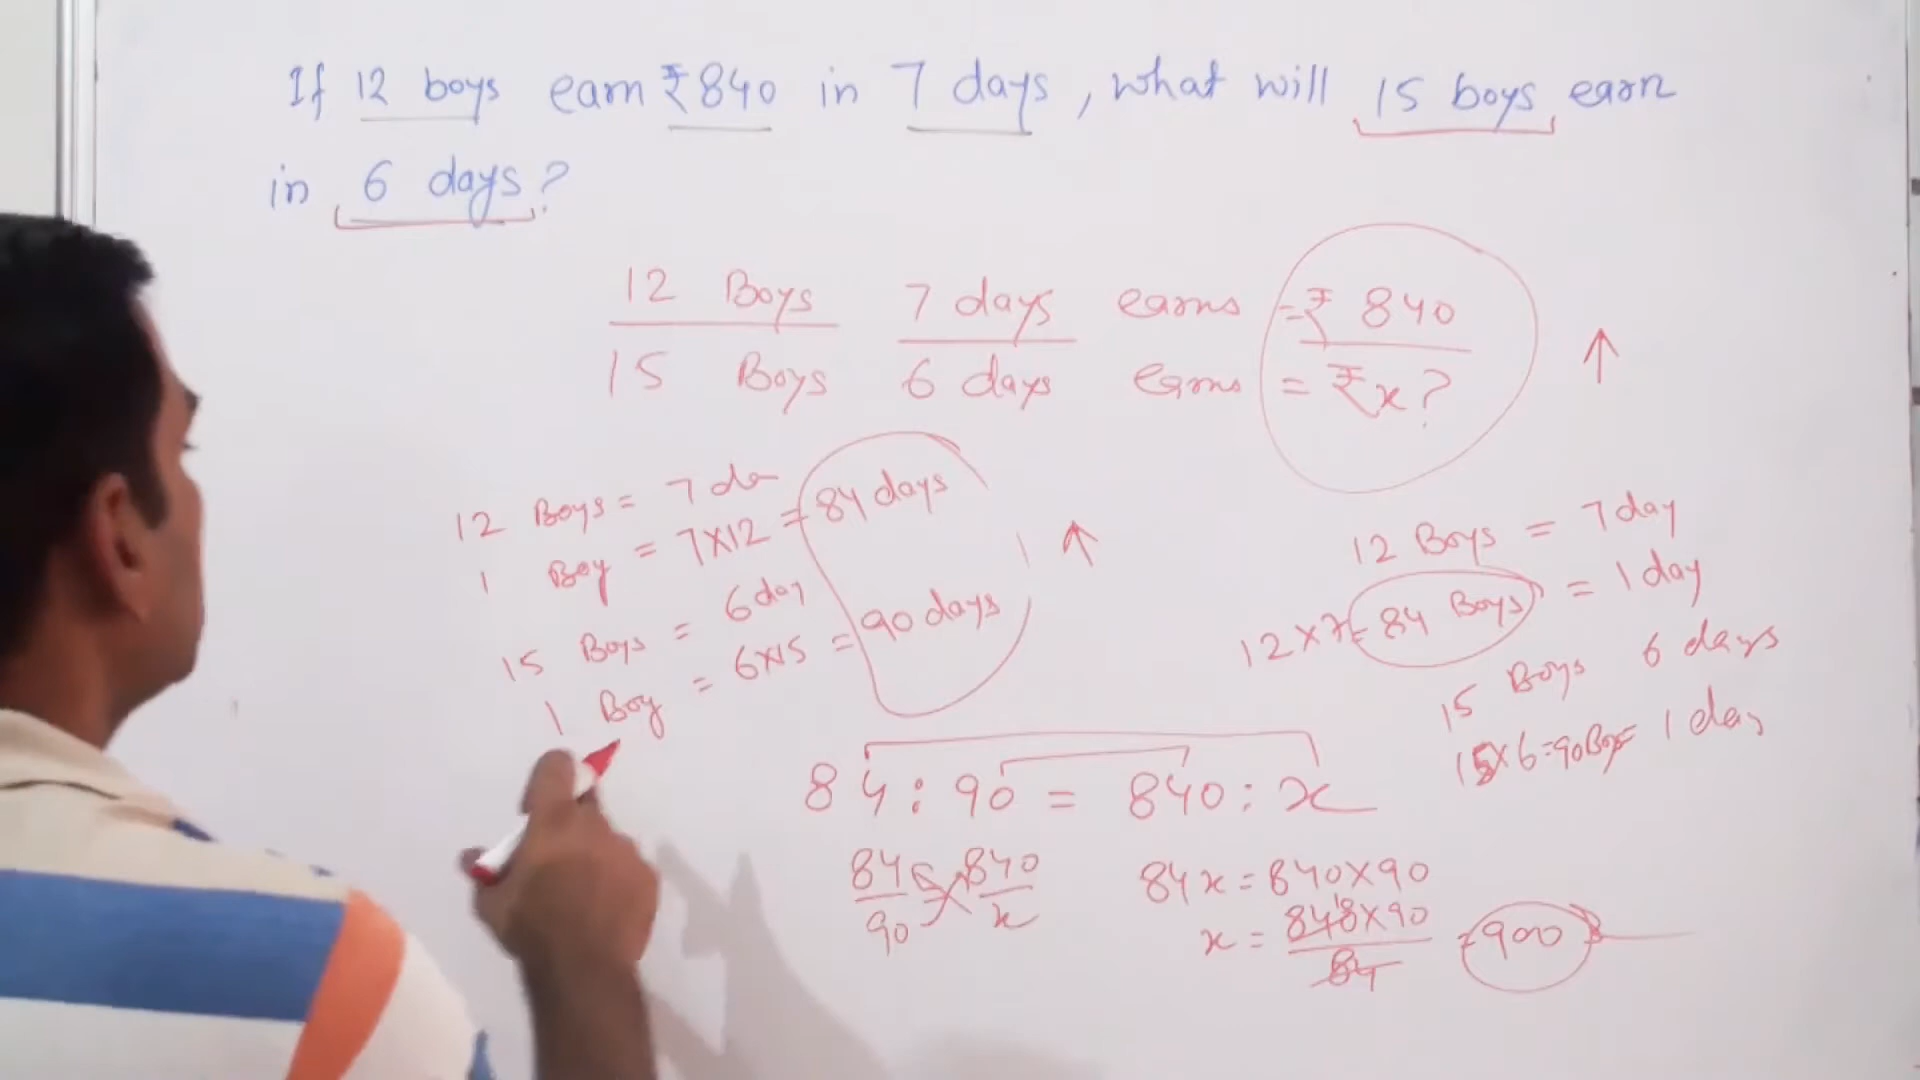 If 12 boys earn ₹840 in 7 days, what will 15 boys earn
in 6 days?
12 Boys 7 days earns = ₹ 840
15 Boys 6 days earns = ₹ x?
12 Boys = 7 da
1 Boy = 7×12 = 84 days
15 Boys = 6 day
1 Boy = 6×15 = 90 days
12 Boys = 7 day
12×7= 84 Boys = 1 day
15 Boys 6 days
15×6=90Boys= 1 day
84 : 90 = 840 : x
84/90 840/x
84x = 840×90
x = 840×90/84 = 900